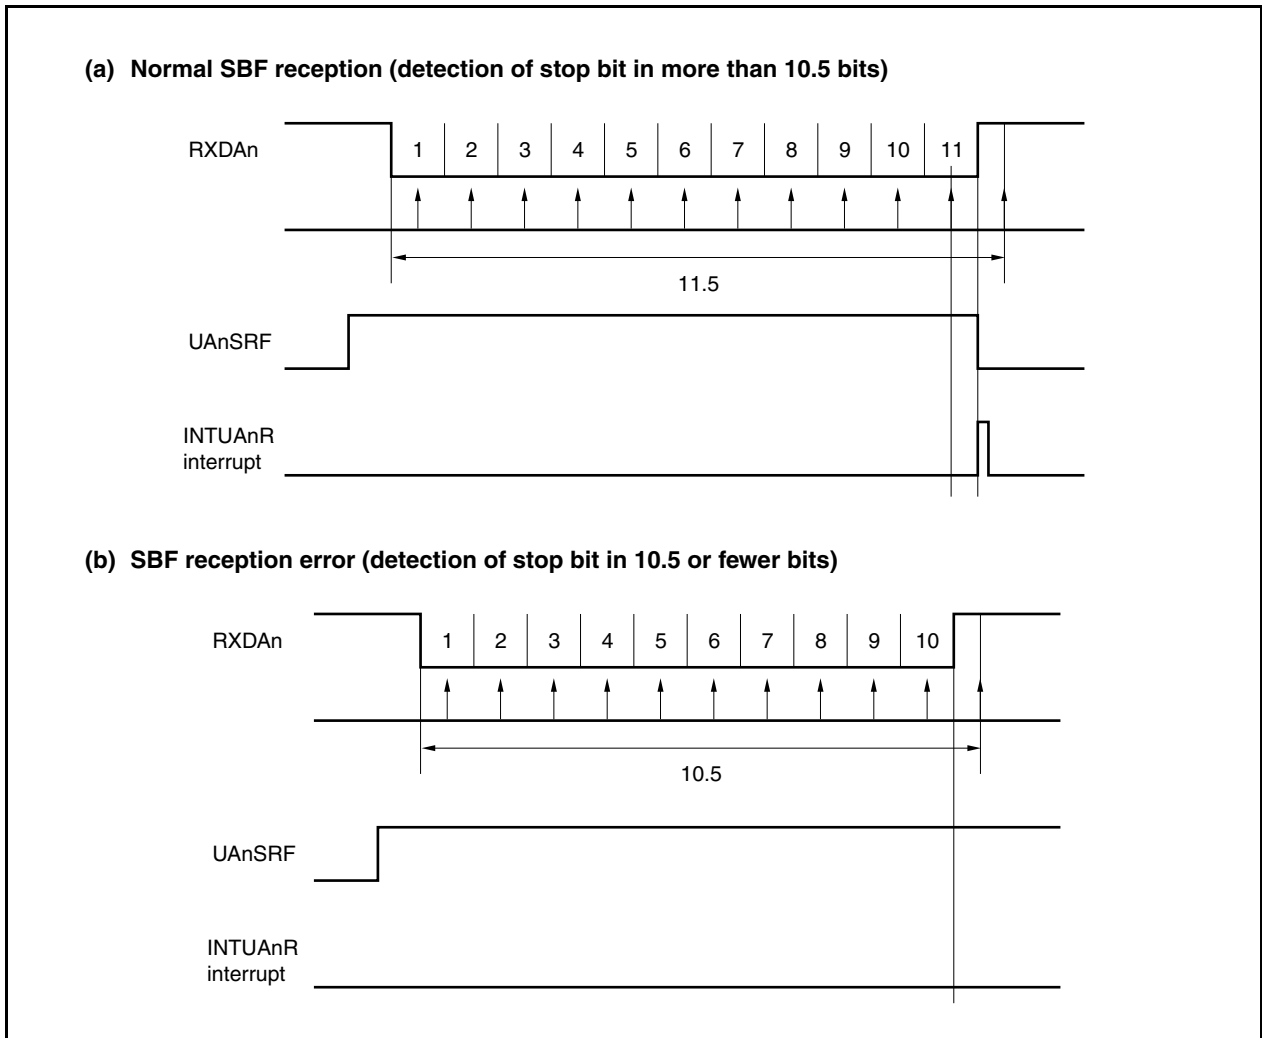 (a) Normal SBF reception (detection of stop bit in more than 10.5 bits)
RXDAn
1 2 3 4 5 6 7 8 9 10 11
11.5
UAnSRF
INTUAnR
interrupt
(b) SBF reception error (detection of stop bit in 10.5 or fewer bits)
RXDAn
1 2 3 4 5 6 7 8 9 10
10.5
UAnSRF
INTUAnR
interrupt